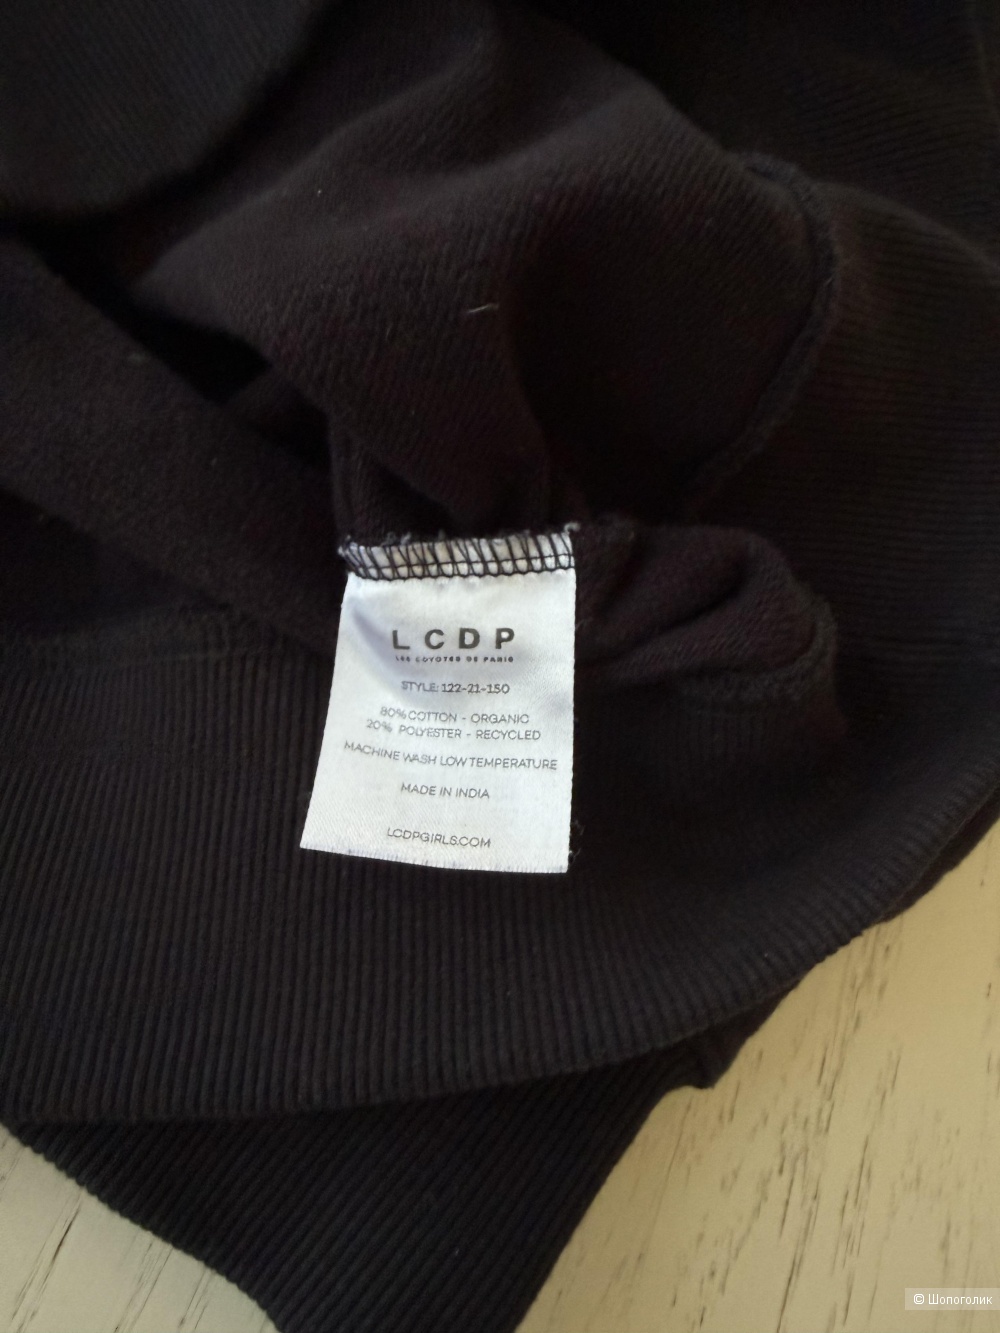 LCDP
LES COYOTES DE PARIS
STYLE: 122-21-150
80% COTTON - ORGANIC
20% POLYESTER - RECYCLED
MACHINE WASH LOW TEMPERATURE
MADE IN INDIA
LCDPGIRLS.COM
© Шопоголик